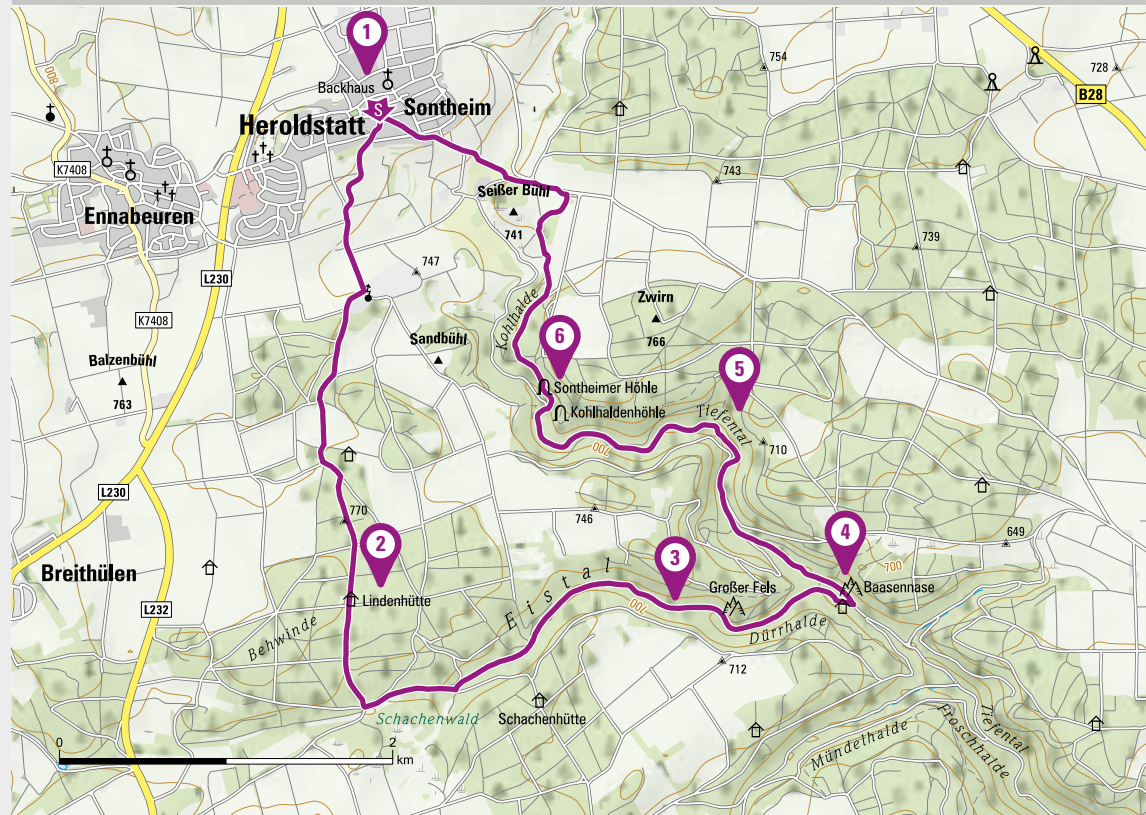 1
Backhaus
S
Sontheim
Heroldstatt
800
K7408
Ennabeuren
L230
754
728
B28
743
739
Seißer Bühl
741
747
Kohlhalde
Zwirn
766
K7408
Balzenbühl
763
Sandbühl
6
Sontheimer Höhle
Kohlhaldenhöhle
5
Tiefental
710
700
L230
770
746
649
2
Lindenhütte
Breithülen
L232
Behwinde
Eistal
3
700
Großer Fels
4
700
Baasennase
Dürrhalde
712
Schachenwald
Schachenhütte
Mündelhalde
Froschhalde
Tiefental
0
2
km